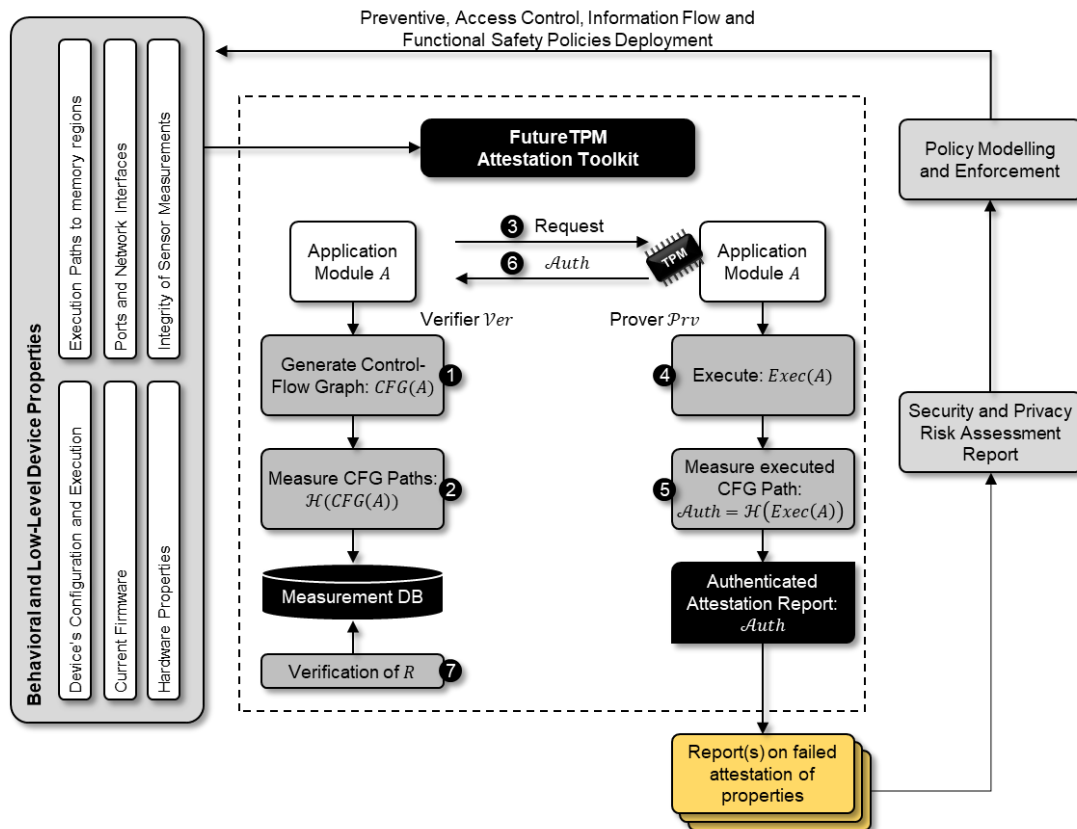 Preventive, Access Control, Information Flow and
Functional Safety Policies Deployment
Behavioral and Low-Level Device Properties
Execution Paths to memory regions
Ports and Network Interfaces
Integrity of Sensor Measurements
Device's Configuration and Execution
Current Firmware
Hardware Properties
FutureTPM
Attestation Toolkit
Application
Module A
3 Request
6 𝒜uth
TPM
Application
Module A
Verifier 𝒱er
Prover 𝒫rv
Generate Control-
Flow Graph: CFG(A)
1
Measure CFG Paths:
ℋ(CFG(A))
2
Measurement DB
Verification of R
7
4
Execute: Exec(A)
5
Measure executed
CFG Path:
𝒜uth = ℋ(Exec(A))
Authenticated
Attestation Report:
𝒜uth
Report(s) on failed
attestation of
properties
Policy Modelling
and Enforcement
Security and Privacy
Risk Assessment
Report